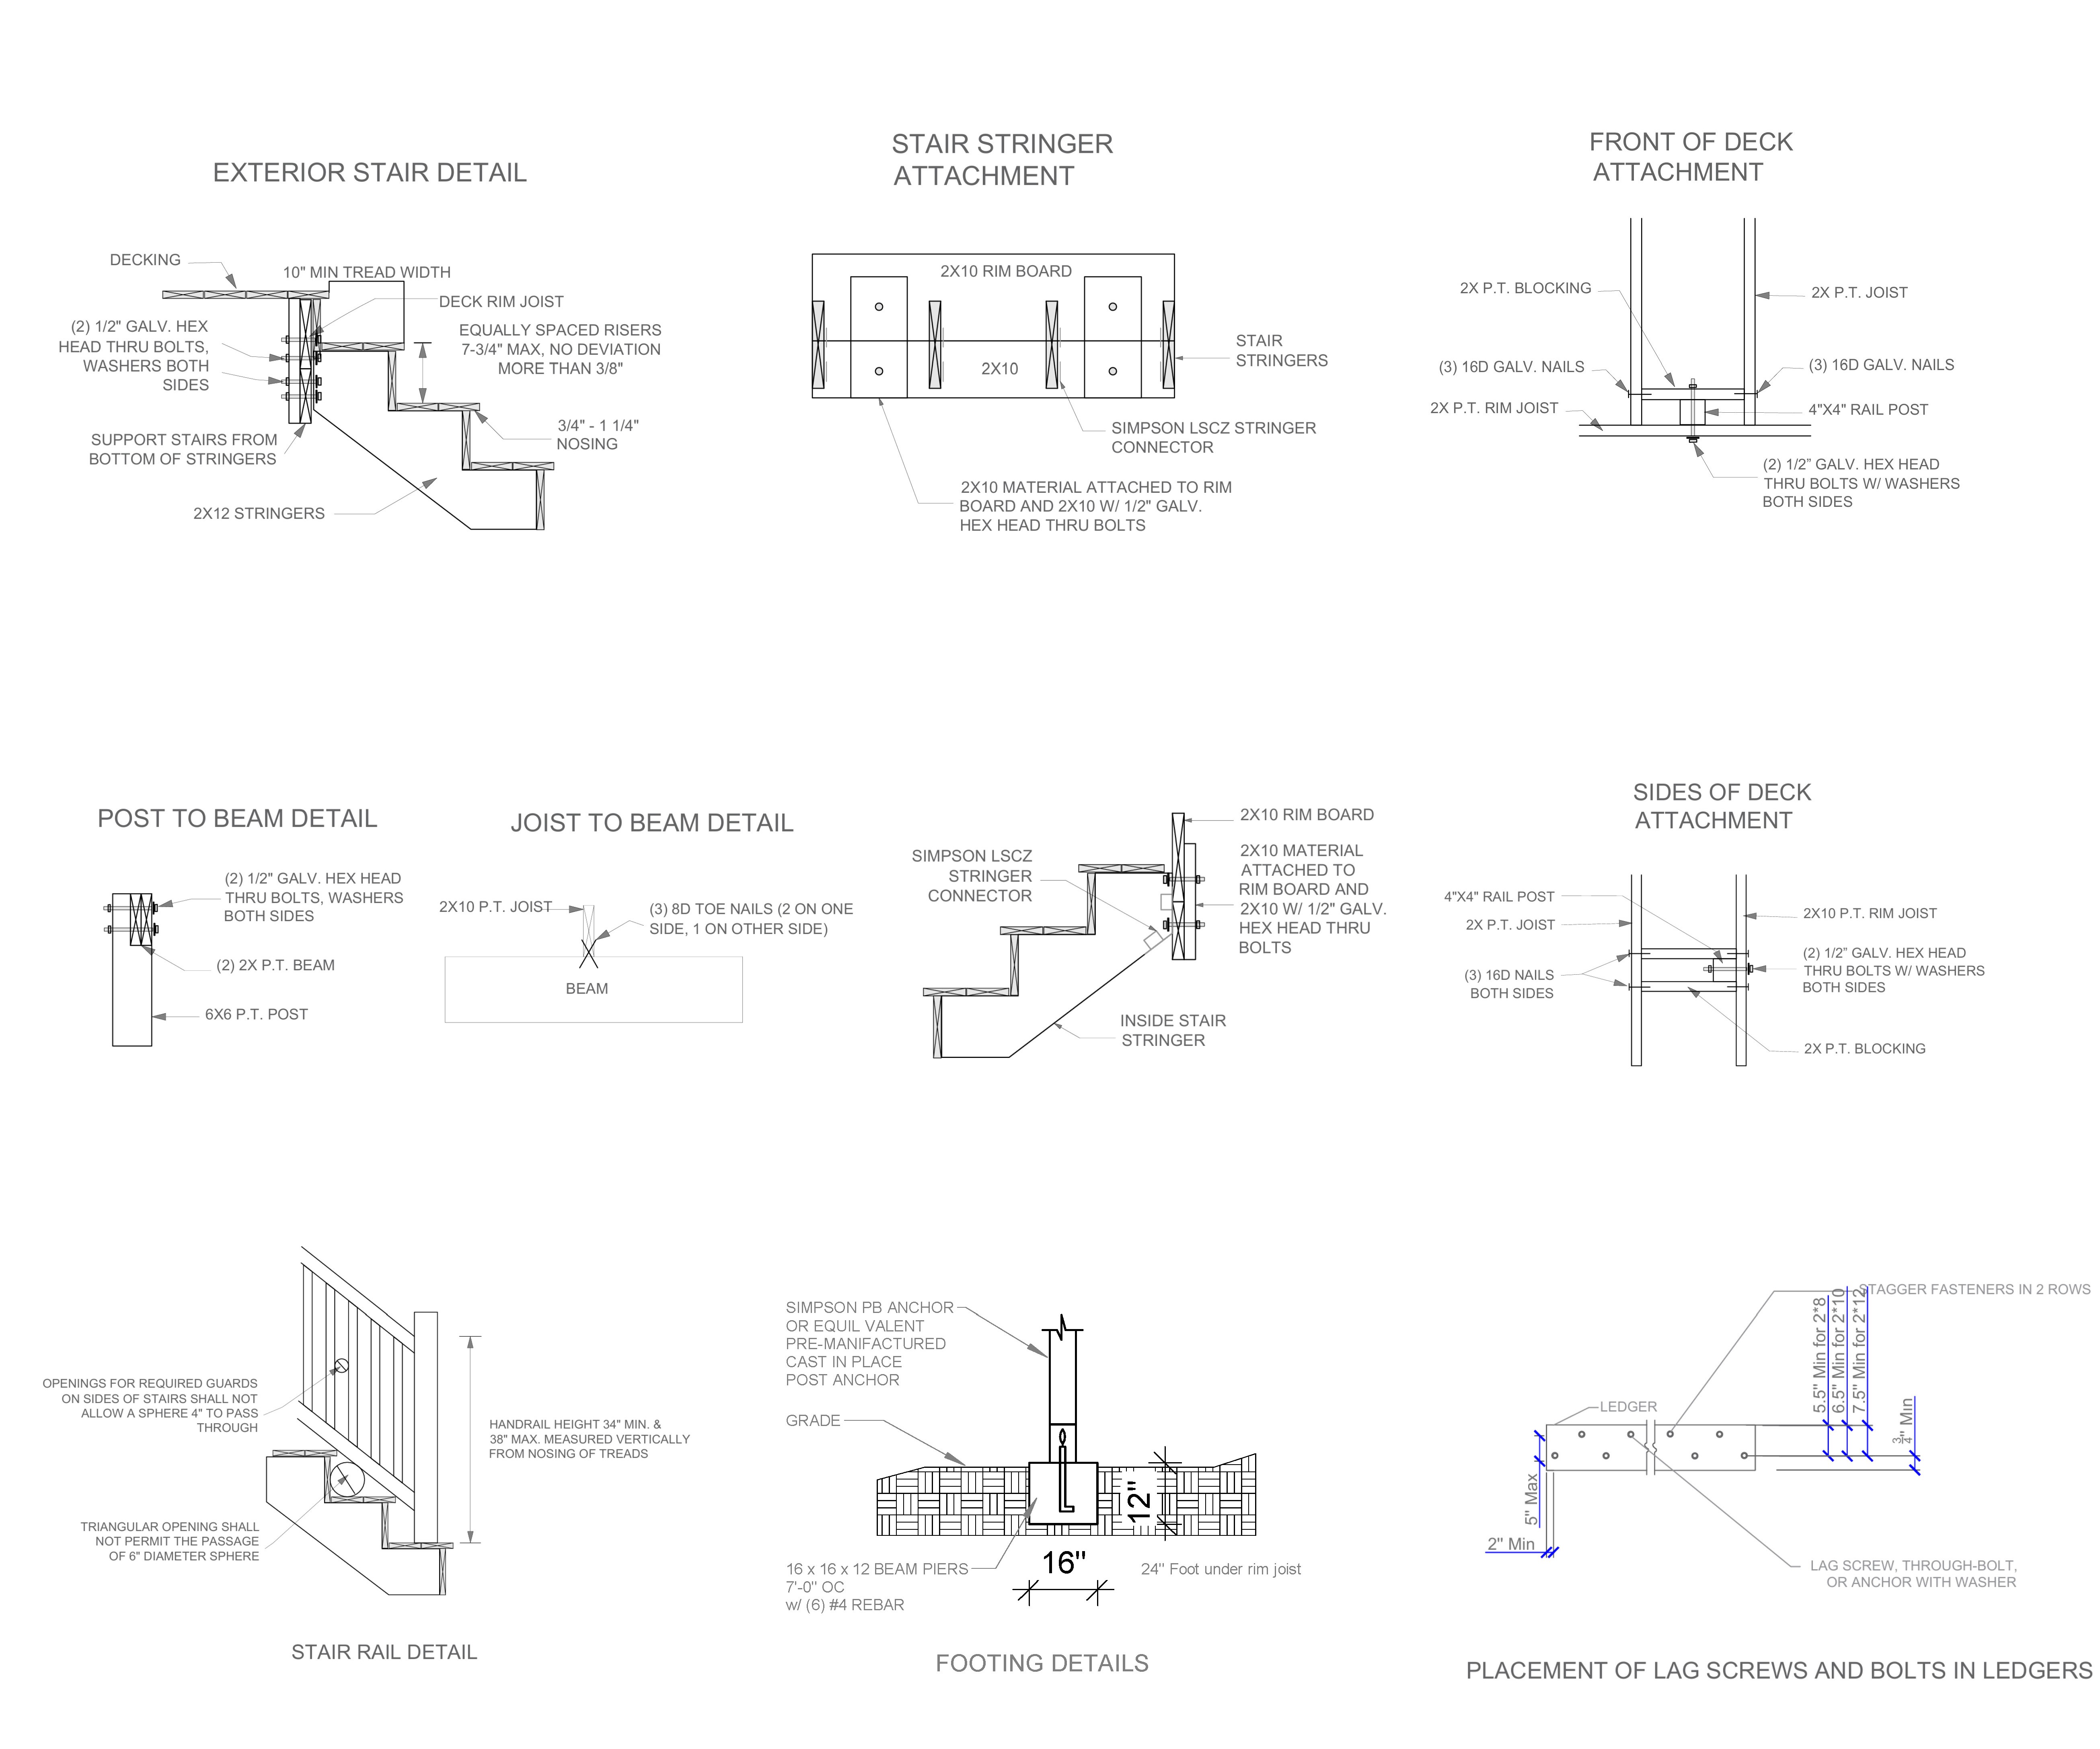 EXTERIOR STAIR DETAIL
DECKING
10" MIN TREAD WIDTH
DECK RIM JOIST
(2) 1/2" GALV. HEX
HEAD THRU BOLTS,
WASHERS BOTH
SIDES
EQUALLY SPACED RISERS
7-3/4" MAX, NO DEVIATION
MORE THAN 3/8"
3/4" - 1 1/4"
NOSING
SUPPORT STAIRS FROM
BOTTOM OF STRINGERS
2X12 STRINGERS
STAIR STRINGER
ATTACHMENT
2X10 RIM BOARD
2X10
STAIR
STRINGERS
SIMPSON LSCZ STRINGER
CONNECTOR
2X10 MATERIAL ATTACHED TO RIM
BOARD AND 2X10 W/ 1/2" GALV.
HEX HEAD THRU BOLTS
FRONT OF DECK
ATTACHMENT
2X P.T. BLOCKING
2X P.T. JOIST
(3) 16D GALV. NAILS
(3) 16D GALV. NAILS
2X P.T. RIM JOIST
4"X4" RAIL POST
(2) 1/2" GALV. HEX HEAD
THRU BOLTS W/ WASHERS
BOTH SIDES
POST TO BEAM DETAIL
(2) 1/2" GALV. HEX HEAD
THRU BOLTS, WASHERS
BOTH SIDES
(2) 2X P.T. BEAM
6X6 P.T. POST
JOIST TO BEAM DETAIL
2X10 P.T. JOIST
(3) 8D TOE NAILS (2 ON ONE
SIDE, 1 ON OTHER SIDE)
BEAM
SIMPSON LSCZ
STRINGER
CONNECTOR
2X10 RIM BOARD
2X10 MATERIAL
ATTACHED TO
RIM BOARD AND
2X10 W/ 1/2" GALV.
HEX HEAD THRU
BOLTS
INSIDE STAIR
STRINGER
SIDES OF DECK
ATTACHMENT
4"X4" RAIL POST
2X P.T. JOIST
2X10 P.T. RIM JOIST
(3) 16D NAILS
BOTH SIDES
(2) 1/2" GALV. HEX HEAD
THRU BOLTS W/ WASHERS
BOTH SIDES
2X P.T. BLOCKING
OPENINGS FOR REQUIRED GUARDS
ON SIDES OF STAIRS SHALL NOT
ALLOW A SPHERE 4" TO PASS
THROUGH
HANDRAIL HEIGHT 34" MIN. &
38" MAX. MEASURED VERTICALLY
FROM NOSING OF TREADS
TRIANGULAR OPENING SHALL
NOT PERMIT THE PASSAGE
OF 6" DIAMETER SPHERE
STAIR RAIL DETAIL
SIMPSON PB ANCHOR
OR EQUIL VALENT
PRE-MANIFACTURED
CAST IN PLACE
POST ANCHOR
GRADE
12"
16"
16 x 16 x 12 BEAM PIERS
7'-0" OC
w/ (6) #4 REBAR
24" Foot under rim joist
FOOTING DETAILS
STAGGER FASTENERS IN 2 ROWS
5.5" Min for 2*8
6.5" Min for 2*10
7.5" Min for 2*12
3/4" Min
LEDGER
5" Max
2" Min
LAG SCREW, THROUGH-BOLT,
OR ANCHOR WITH WASHER
PLACEMENT OF LAG SCREWS AND BOLTS IN LEDGERS